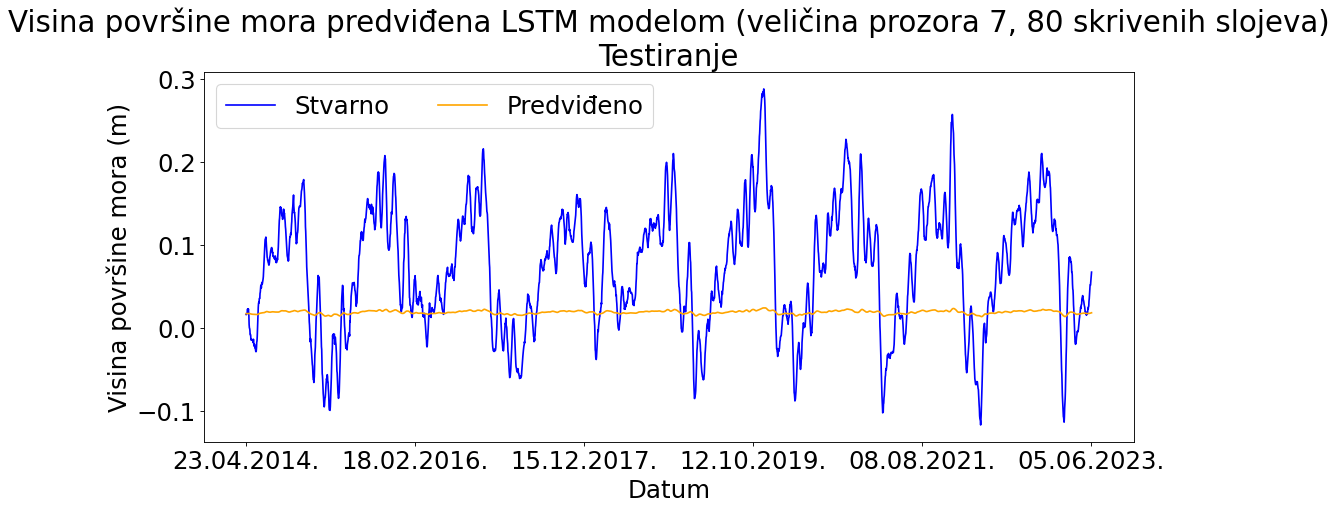 Visina površine mora predviđena LSTM modelom (veličina prozora 7, 80 skrivenih slojeva)
Testiranje
Stvarno
Predviđeno
Visina površine mora (m)
0.3
0.2
0.1
0.0
−0.1
23.04.2014.
18.02.2016.
15.12.2017.
12.10.2019.
08.08.2021.
05.06.2023.
Datum